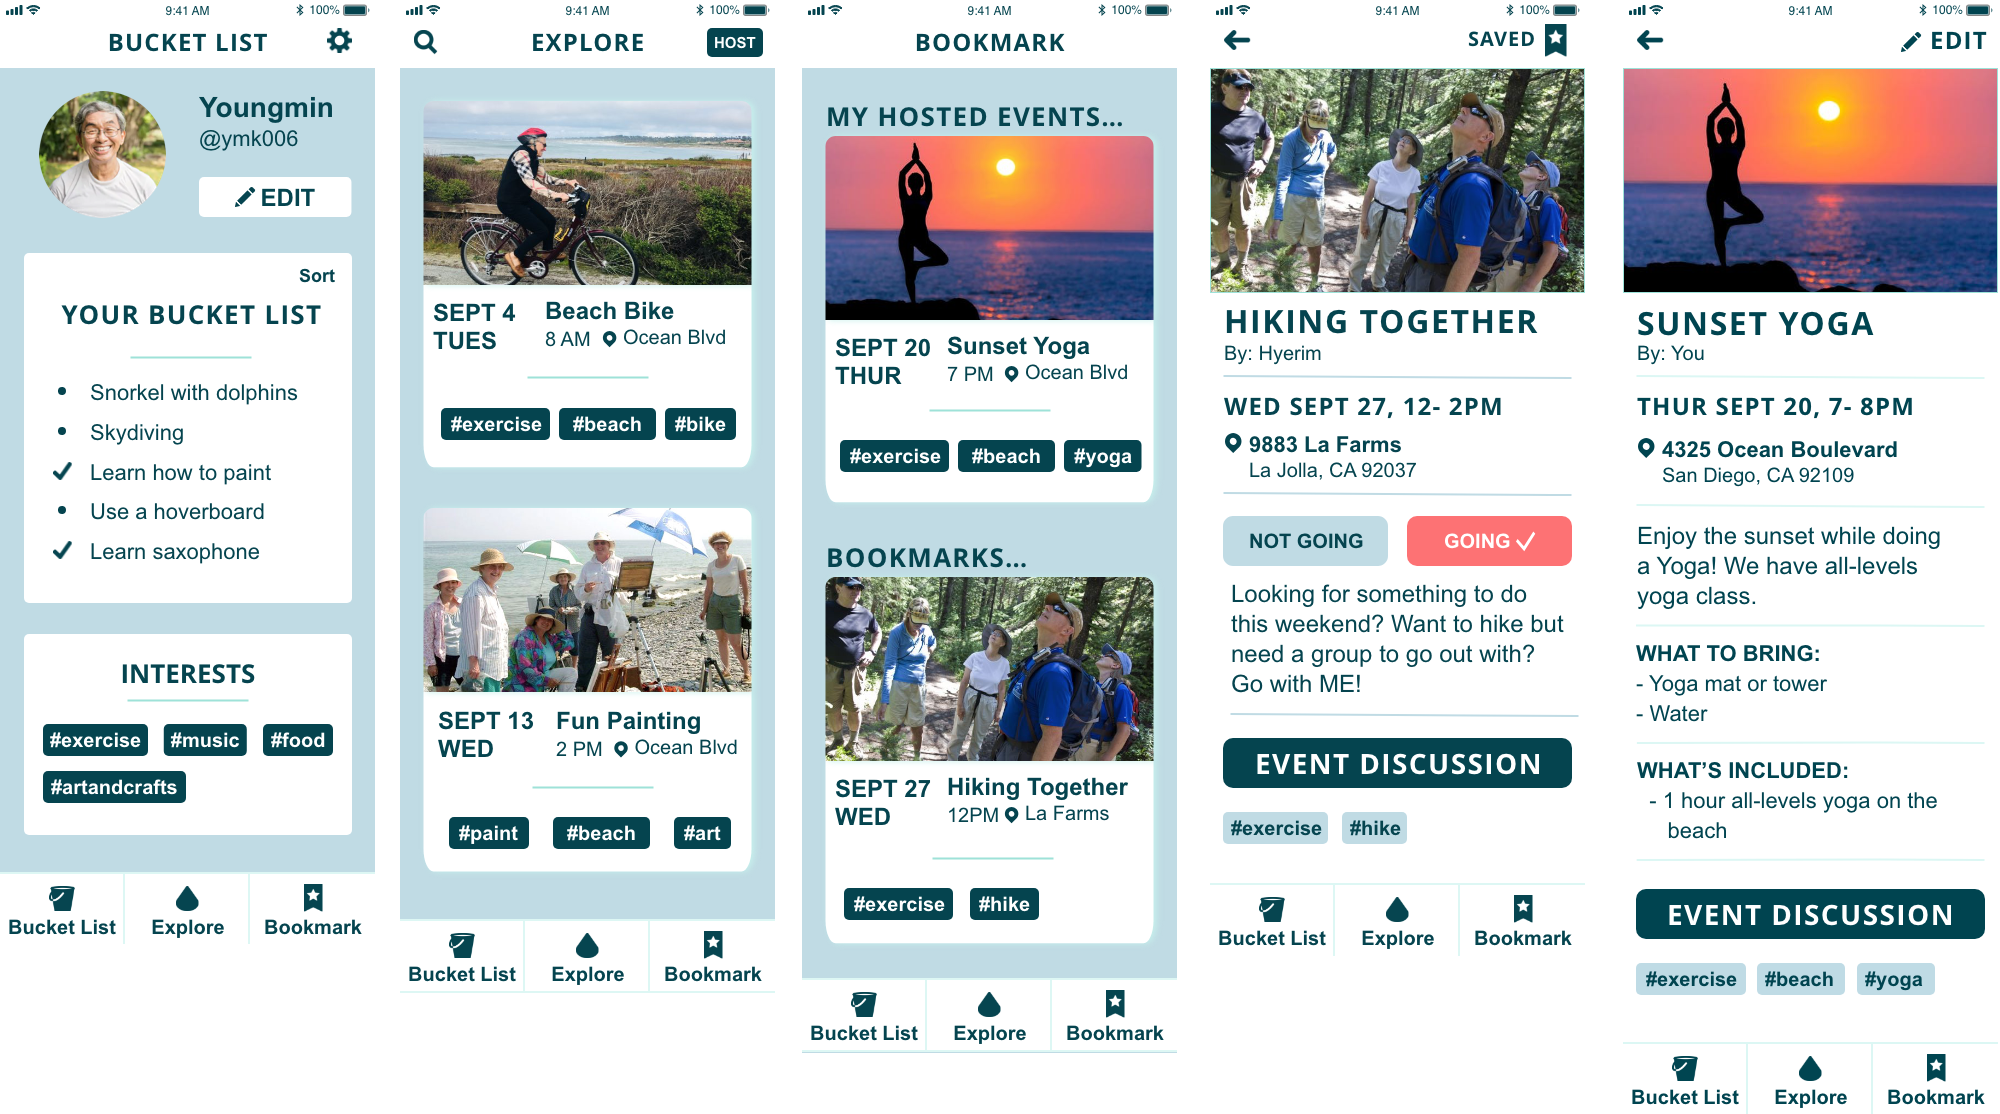 9:41 AM
100%
BUCKET LIST
Youngmin
@ymk006
EDIT
Sort
YOUR BUCKET LIST
• Snorkel with dolphins
• Skydiving
Learn how to paint
• Use a hoverboard
Learn saxophone
INTERESTS
#exercise #music #food
#artandcrafts
Bucket List Explore Bookmark
9:41 AM
100%
EXPLORE
HOST
SEPT 4
TUES
Beach Bike
8 AM Ocean Blvd
#exercise #beach #bike
SEPT 13
WED
Fun Painting
2 PM Ocean Blvd
#paint #beach #art
Bucket List Explore Bookmark
9:41 AM
100%
BOOKMARK
MY HOSTED EVENTS...
SEPT 20
THUR
Sunset Yoga
7 PM Ocean Blvd
#exercise #beach #yoga
BOOKMARKS...
SEPT 27
WED
Hiking Together
12PM La Farms
#exercise #hike
Bucket List Explore Bookmark
9:41 AM
100%
SAVED
HIKING TOGETHER
By: Hyerim
WED SEPT 27, 12- 2PM
9883 La Farms
La Jolla, CA 92037
NOT GOING
GOING
Looking for something to do
this weekend? Want to hike but
need a group to go out with?
Go with ME!
EVENT DISCUSSION
#exercise #hike
Bucket List Explore Bookmark
9:41 AM
100%
EDIT
SUNSET YOGA
By: You
THUR SEPT 20, 7- 8PM
4325 Ocean Boulevard
San Diego, CA 92109
Enjoy the sunset while doing
a Yoga! We have all-levels
yoga class.
WHAT TO BRING:
- Yoga mat or tower
- Water
WHAT'S INCLUDED:
- 1 hour all-levels yoga on the
beach
EVENT DISCUSSION
#exercise #beach #yoga
Bucket List Explore Bookmark